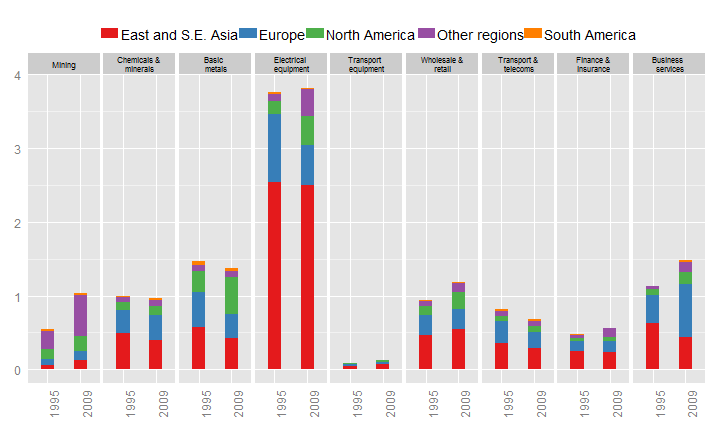 East and S.E. Asia Europe North America Other regions South America
Mining
Chemicals &
minerals
Basic
metals
Electrical
equipment
Transport
equipment
Wholesale &
retail
Transport &
telecoms
Finance &
insurance
Business
services
4
3
2
1
0
1995 2009 1995 2009 1995 2009 1995 2009 1995 2009 1995 2009 1995 2009 1995 2009 1995 2009